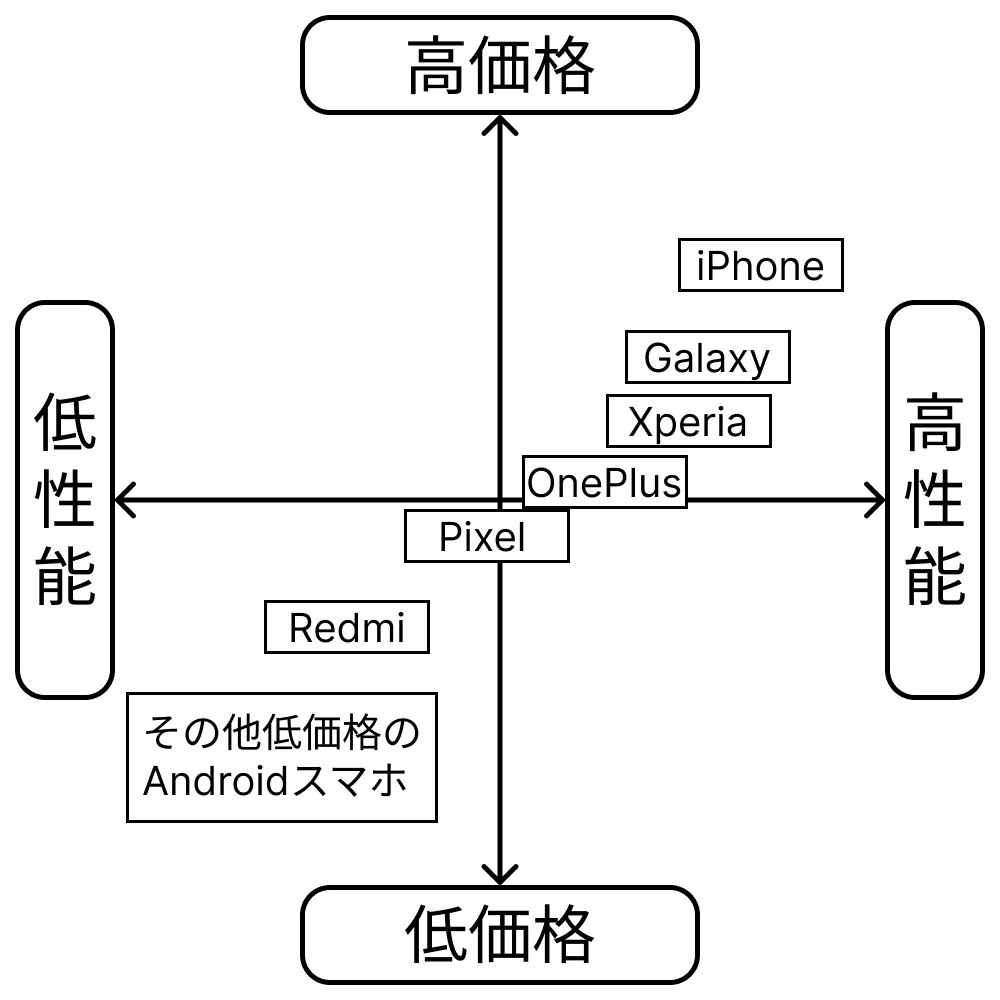 高価格
iPhone
Galaxy
Xperia
OnePlus
Pixel
Redmi
その他低価格の
Androidスマホ
低性能
高性能
低価格